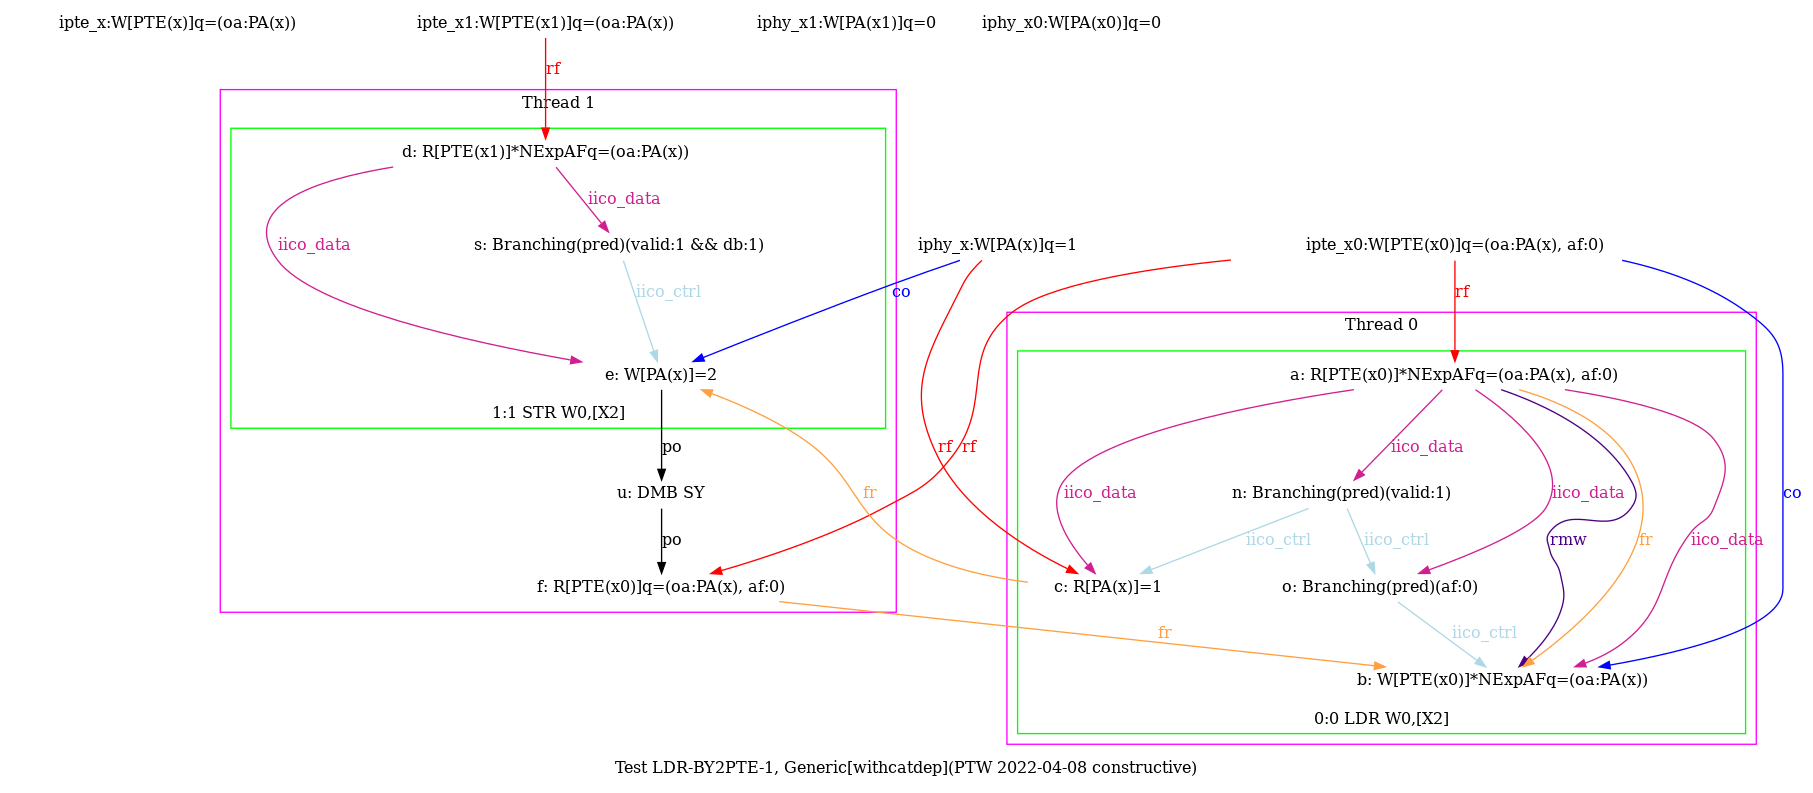 ipte_x:W[PTE(x)]q=(oa:PA(x))
ipte_x1:W[PTE(x1)]q=(oa:PA(x))
iphy_x1:W[PA(x1)]q=0
iphy_x0:W[PA(x0)]q=0
rf
Thread 1
d: R[PTE(x1)]*NExpAFq=(oa:PA(x))
iico_data
iico_data
s: Branching(pred)(valid:1 && db:1)
iphy_x:W[PA(x)]q=1
ipte_x0:W[PTE(x0)]q=(oa:PA(x), af:0)
iico_ctrl
co
rf
Thread 0
e: W[PA(x)]=2
a: R[PTE(x0)]*NExpAFq=(oa:PA(x), af:0)
1:1 STR W0,[X2]
po
rf
rf
iico_data
u: DMB SY
fr
iico_data
n: Branching(pred)(valid:1)
iico_data
co
po
iico_ctrl
iico_ctrl
rmw
fr
iico_data
f: R[PTE(x0)]q=(oa:PA(x), af:0)
c: R[PA(x)]=1
o: Branching(pred)(af:0)
fr
iico_ctrl
b: W[PTE(x0)]*NExpAFq=(oa:PA(x))
0:0 LDR W0,[X2]
Test LDR-BY2PTE-1, Generic[withcatdep](PTW 2022-04-08 constructive)